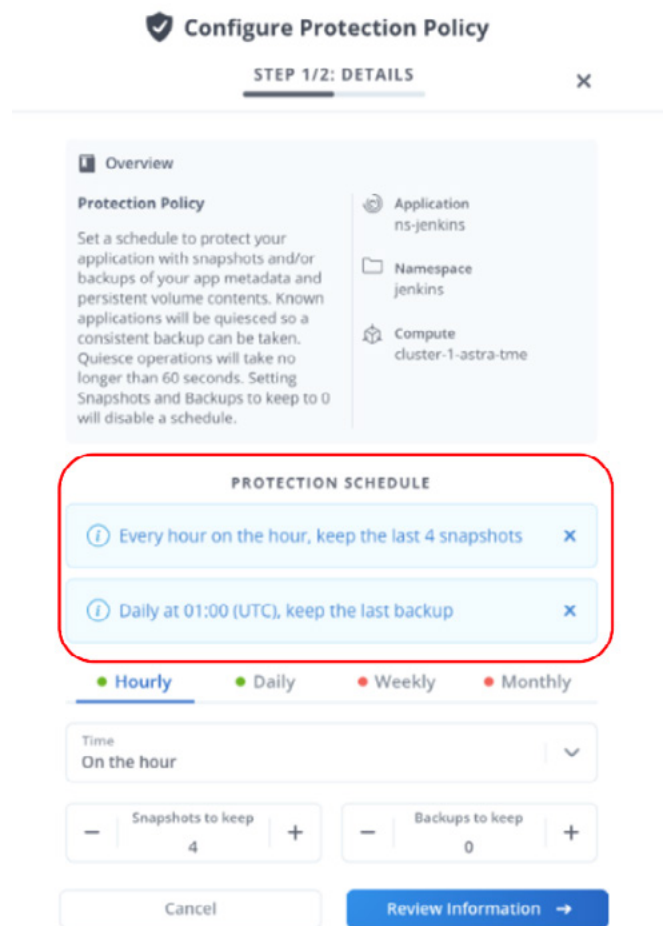 Configure Protection Policy
STEP 1/2: DETAILS
Overview
Protection Policy
Set a schedule to protect your
application with snapshots and/or
backups of your app metadata and
persistent volume contents. Known
applications will be quiesced so a
consistent backup can be taken.
Quiesce operations will take no
longer than 60 seconds. Setting
Snapshots and Backups to keep to 0
will disable a schedule.
Application
ns-jenkins
Namespace
jenkins
Compute
cluster-1-astra-tme
PROTECTION SCHEDULE
Every hour on the hour, keep the last 4 snapshots
Daily at 01:00 (UTC), keep the last backup
Hourly Daily Weekly Monthly
Time
On the hour
Snapshots to keep
4
Backups to keep
0
Cancel
Review Information →